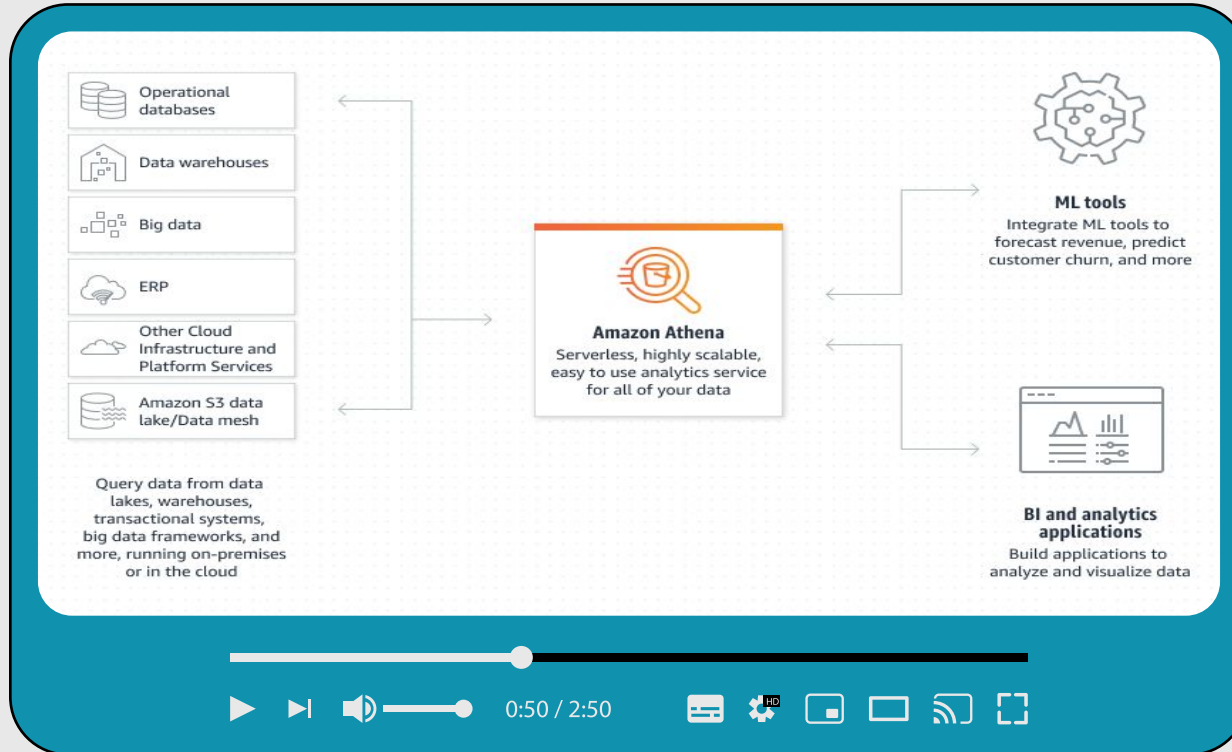 Operational
databases
Data warehouses
Big data
ERP
Other Cloud
Infrastructure and
Platform Services
Amazon S3 data
lake/Data mesh
Query data from data
lakes, warehouses,
transactional systems,
big data frameworks, and
more, running on-premises
or in the cloud
Amazon Athena
Serverless, highly scalable,
easy to use analytics service
for all of your data
ML tools
Integrate ML tools to
forecast revenue, predict
customer churn, and more
BI and analytics
applications
Build applications to
analyze and visualize data
0:50 / 2:50
HD